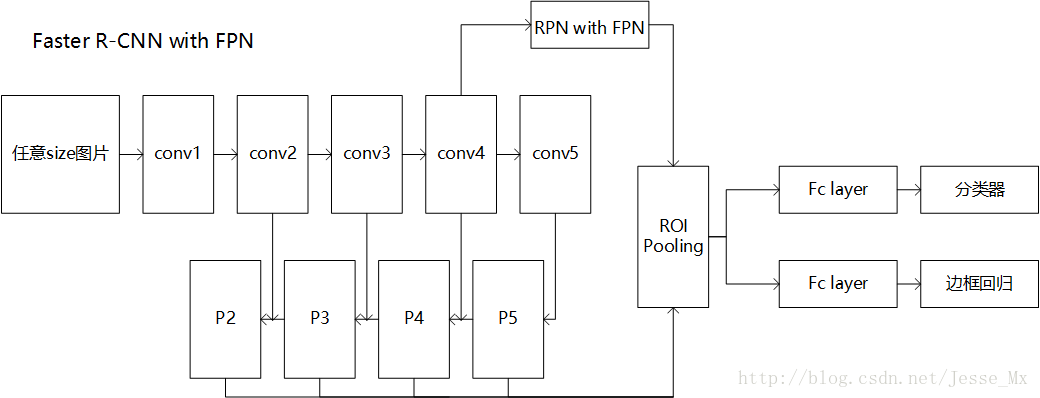 RPN with FPN
Faster R-CNN with FPN
任意size图片
conv1
conv2
conv3
conv4
conv5
ROI
Pooling
Fc layer
分类器
Fc layer
边框回归
P2
P3
P4
P5
http://blog.csdn.net/Jesse_Mx